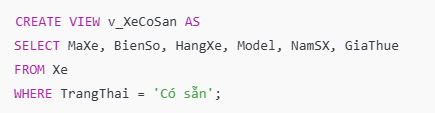 CREATE VIEW v_XeCoSan AS
SELECT MaXe, BienSo, HangXe, Model, NamSX, GiaThue
FROM Xe
WHERE TrangThai = 'Có sẵn';